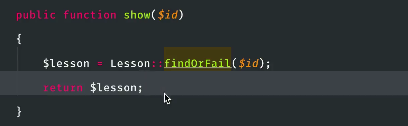 public function show($id)
{
$lesson = Lesson::findOrFail($id);
return $lesson;
}